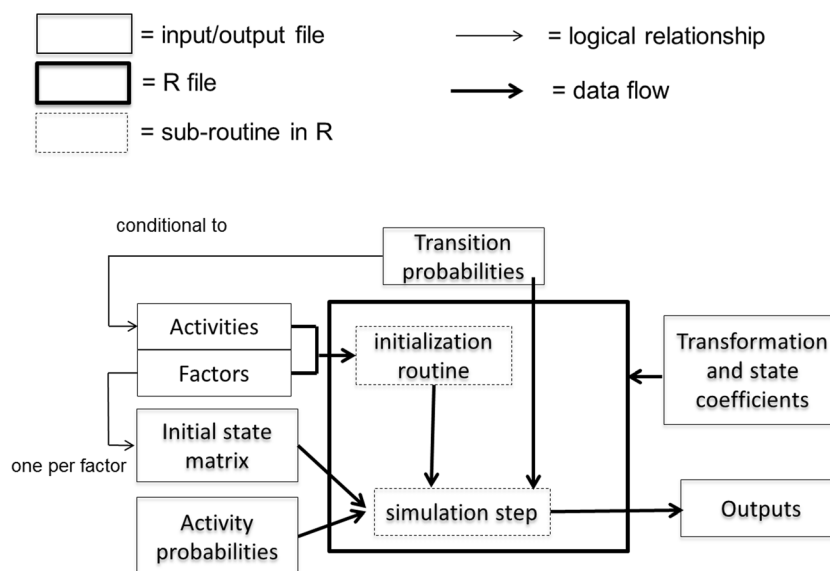 = input/output file
= logical relationship
= R file
= data flow
= sub-routine in R
conditional to
Transition
probabilities
Activities
Factors
initialization
routine
Transformation
and state
coefficients
Initial state
matrix
one per factor
Activity
probabilities
simulation step
Outputs